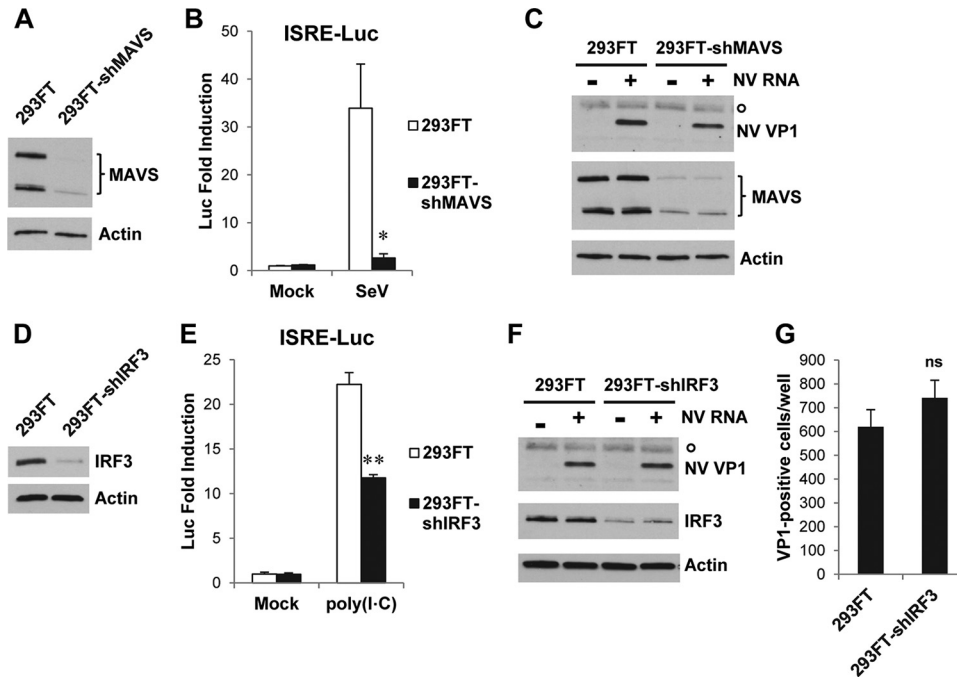 A
293FT
293FT-shMAVS
MAVS
Actin
B
ISRE-Luc
Luc Fold Induction
50
40
30
20
10
0
Mock
SeV
*
293FT
293FT-
shMAVS
C
293FT 293FT-shMAVS
- + - + NV RNA
NV VP1
MAVS
Actin
D
293FT
293FT-shIRF3
IRF3
Actin
E
ISRE-Luc
Luc Fold Induction
25
20
15
10
5
0
Mock
poly(I·C)
**
293FT
293FT-
shIRF3
F
293FT 293FT-shIRF3
- + - + NV RNA
NV VP1
IRF3
Actin
G
VP1-positive cells/well
900
800
700
600
500
400
300
200
100
0
ns
293FT
293FT-shIRF3